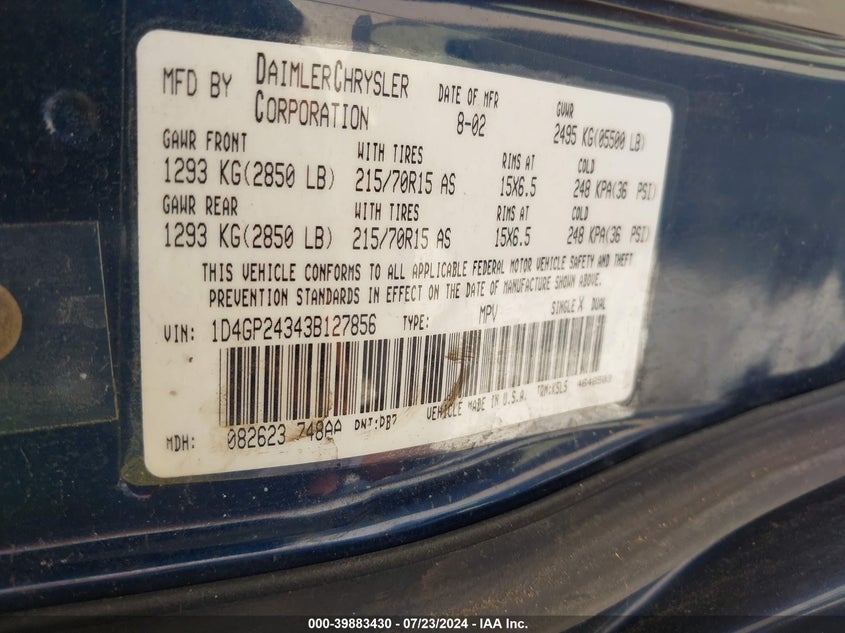 MFD BY DAIMLERCHRYSLER CORPORATION DATE OF MFR 8-02 GVWR 2495 KG(05500 LB)
GAWR FRONT WITH TIRES RIMS AT COLD
1293 KG(2850 LB) 215/70R15 AS 15X6.5 248 KPA(36 PSI)
GAWR REAR WITH TIRES RIMS AT COLD
1293 KG(2850 LB) 215/70R15 AS 15X6.5 248 KPA(36 PSI)
THIS VEHICLE CONFORMS TO ALL APPLICABLE FEDERAL MOTOR VEHICLE SAFETY AND THEFT
PREVENTION STANDARDS IN EFFECT ON THE DATE OF MANUFACTURE SHOWN ABOVE.
VIN: 1D4GP24343B127856 TYPE: MPV SINGLE X DUAL
MDH: 082623 748AA PNT:PB7 VEHICLE MADE IN U.S.A. TRM:K5L5
000-39883430 - 07/23/2024 - IAA Inc.